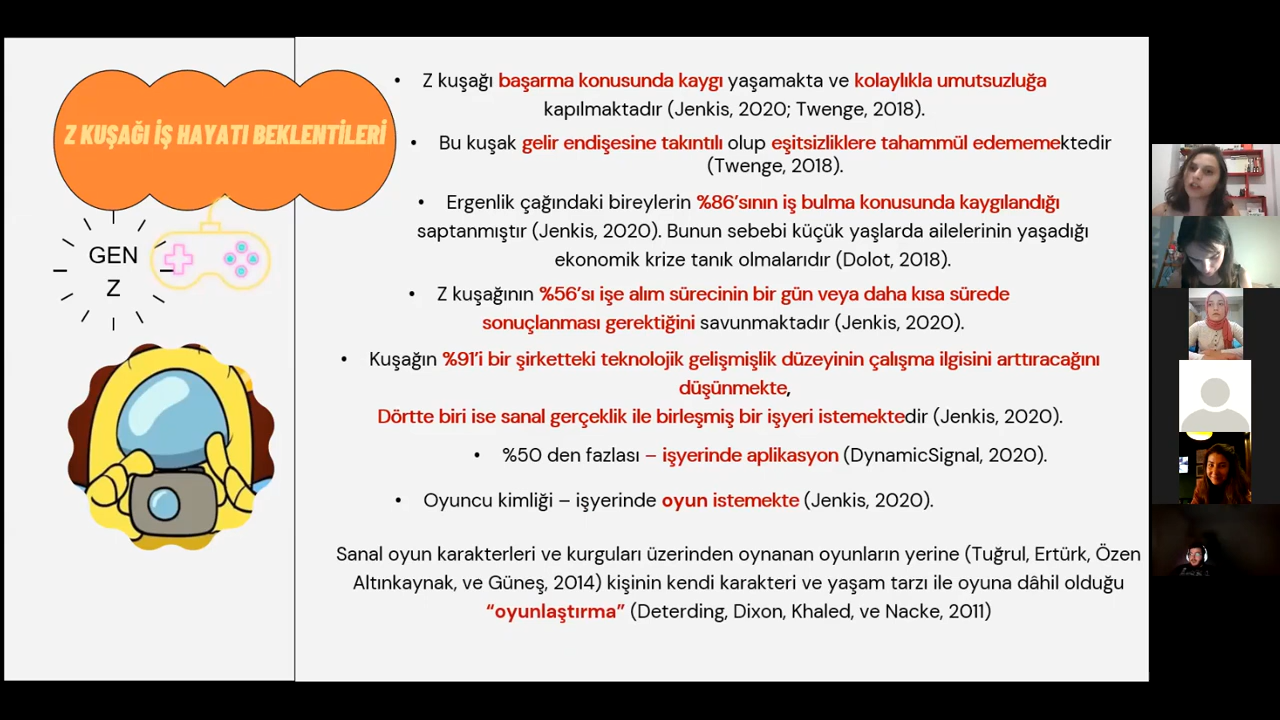 Z KUŞAĞI İŞ HAYATI BEKLENTİLERİ
GEN
Z
• Z kuşağı başarma konusunda kaygı yaşamakta ve kolaylıkla umutsuzluğa
kapılmaktadır (Jenkis, 2020; Twenge, 2018).
• Bu kuşak gelir endişesine takıntılı olup eşitsizliklere tahammül edememektedir
(Twenge, 2018).
• Ergenlik çağındaki bireylerin %86'sının iş bulma konusunda kaygılandığı
saptanmıştır (Jenkis, 2020). Bunun sebebi küçük yaşlarda ailelerinin yaşadığı
ekonomik krize tanık olmalarıdır (Dolot, 2018).
• Z kuşağının %56'sı işe alım sürecinin bir gün veya daha kısa sürede
sonuçlanması gerektiğini savunmaktadır (Jenkis, 2020).
• Kuşağın %91'i bir şirketteki teknolojik gelişmişlik düzeyinin çalışma ilgisini arttıracağını
düşünmekte,
Dörtte biri ise sanal gerçeklik ile birleşmiş bir işyeri istemektedir (Jenkis, 2020).
• %50 den fazlası – işyerinde aplikasyon (DynamicSignal, 2020).
• Oyuncu kimliği – işyerinde oyun istemekte (Jenkis, 2020).
Sanal oyun karakterleri ve kurguları üzerinden oynanan oyunların yerine (Tuğrul, Ertürk, Özen
Altınkaynak, ve Güneş, 2014) kişinin kendi karakteri ve yaşam tarzı ile oyuna dâhil olduğu
“oyunlaştırma” (Deterding, Dixon, Khaled, ve Nacke, 2011)